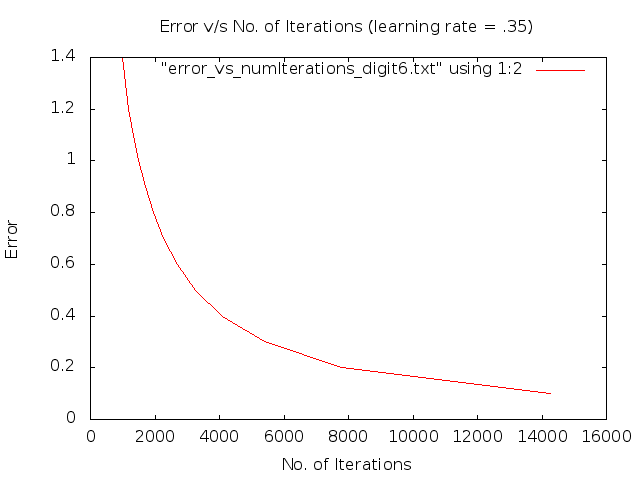 Error v/s No. of Iterations (learning rate = .35)
"error_vs_numIterations_digit6.txt" using 1:2
1.4
1.2
1
0.8
0.6
0.4
0.2
0
Error
0 2000 4000 6000 8000 10000 12000 14000 16000
No. of Iterations